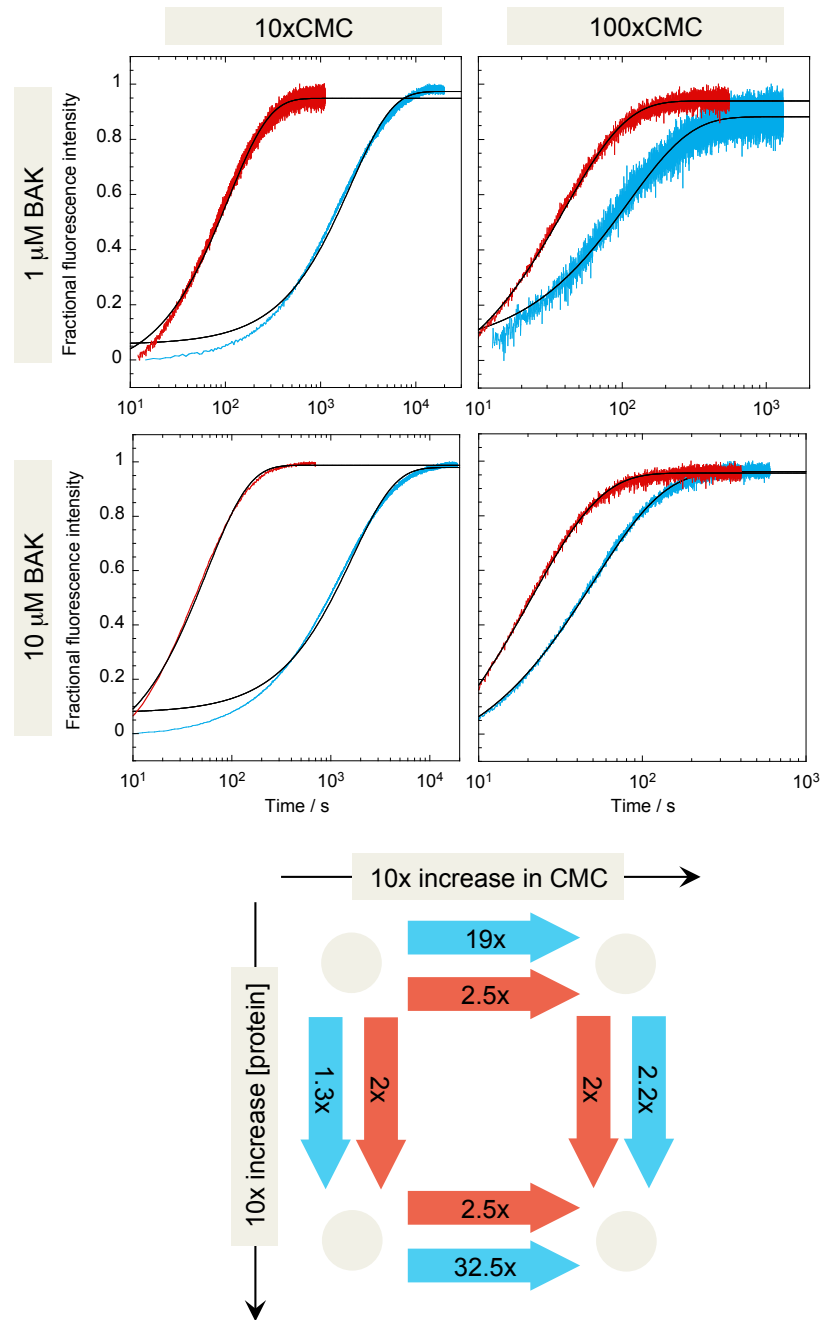 10xCMC
100xCMC
1 μM BAK
Fractional fluorescence intensity
1
0.8
0.6
0.4
0.2
0
10¹
10²
10³
10⁴
10¹
10²
10³
10 μM BAK
Fractional fluorescence intensity
1
0.8
0.6
0.4
0.2
0
10¹
10²
10³
10⁴
10¹
10²
10³
Time / s
Time / s
10x increase in CMC
10x increase [protein]
19x
2.5x
1.3x
2x
2x
2.2x
2.5x
32.5x